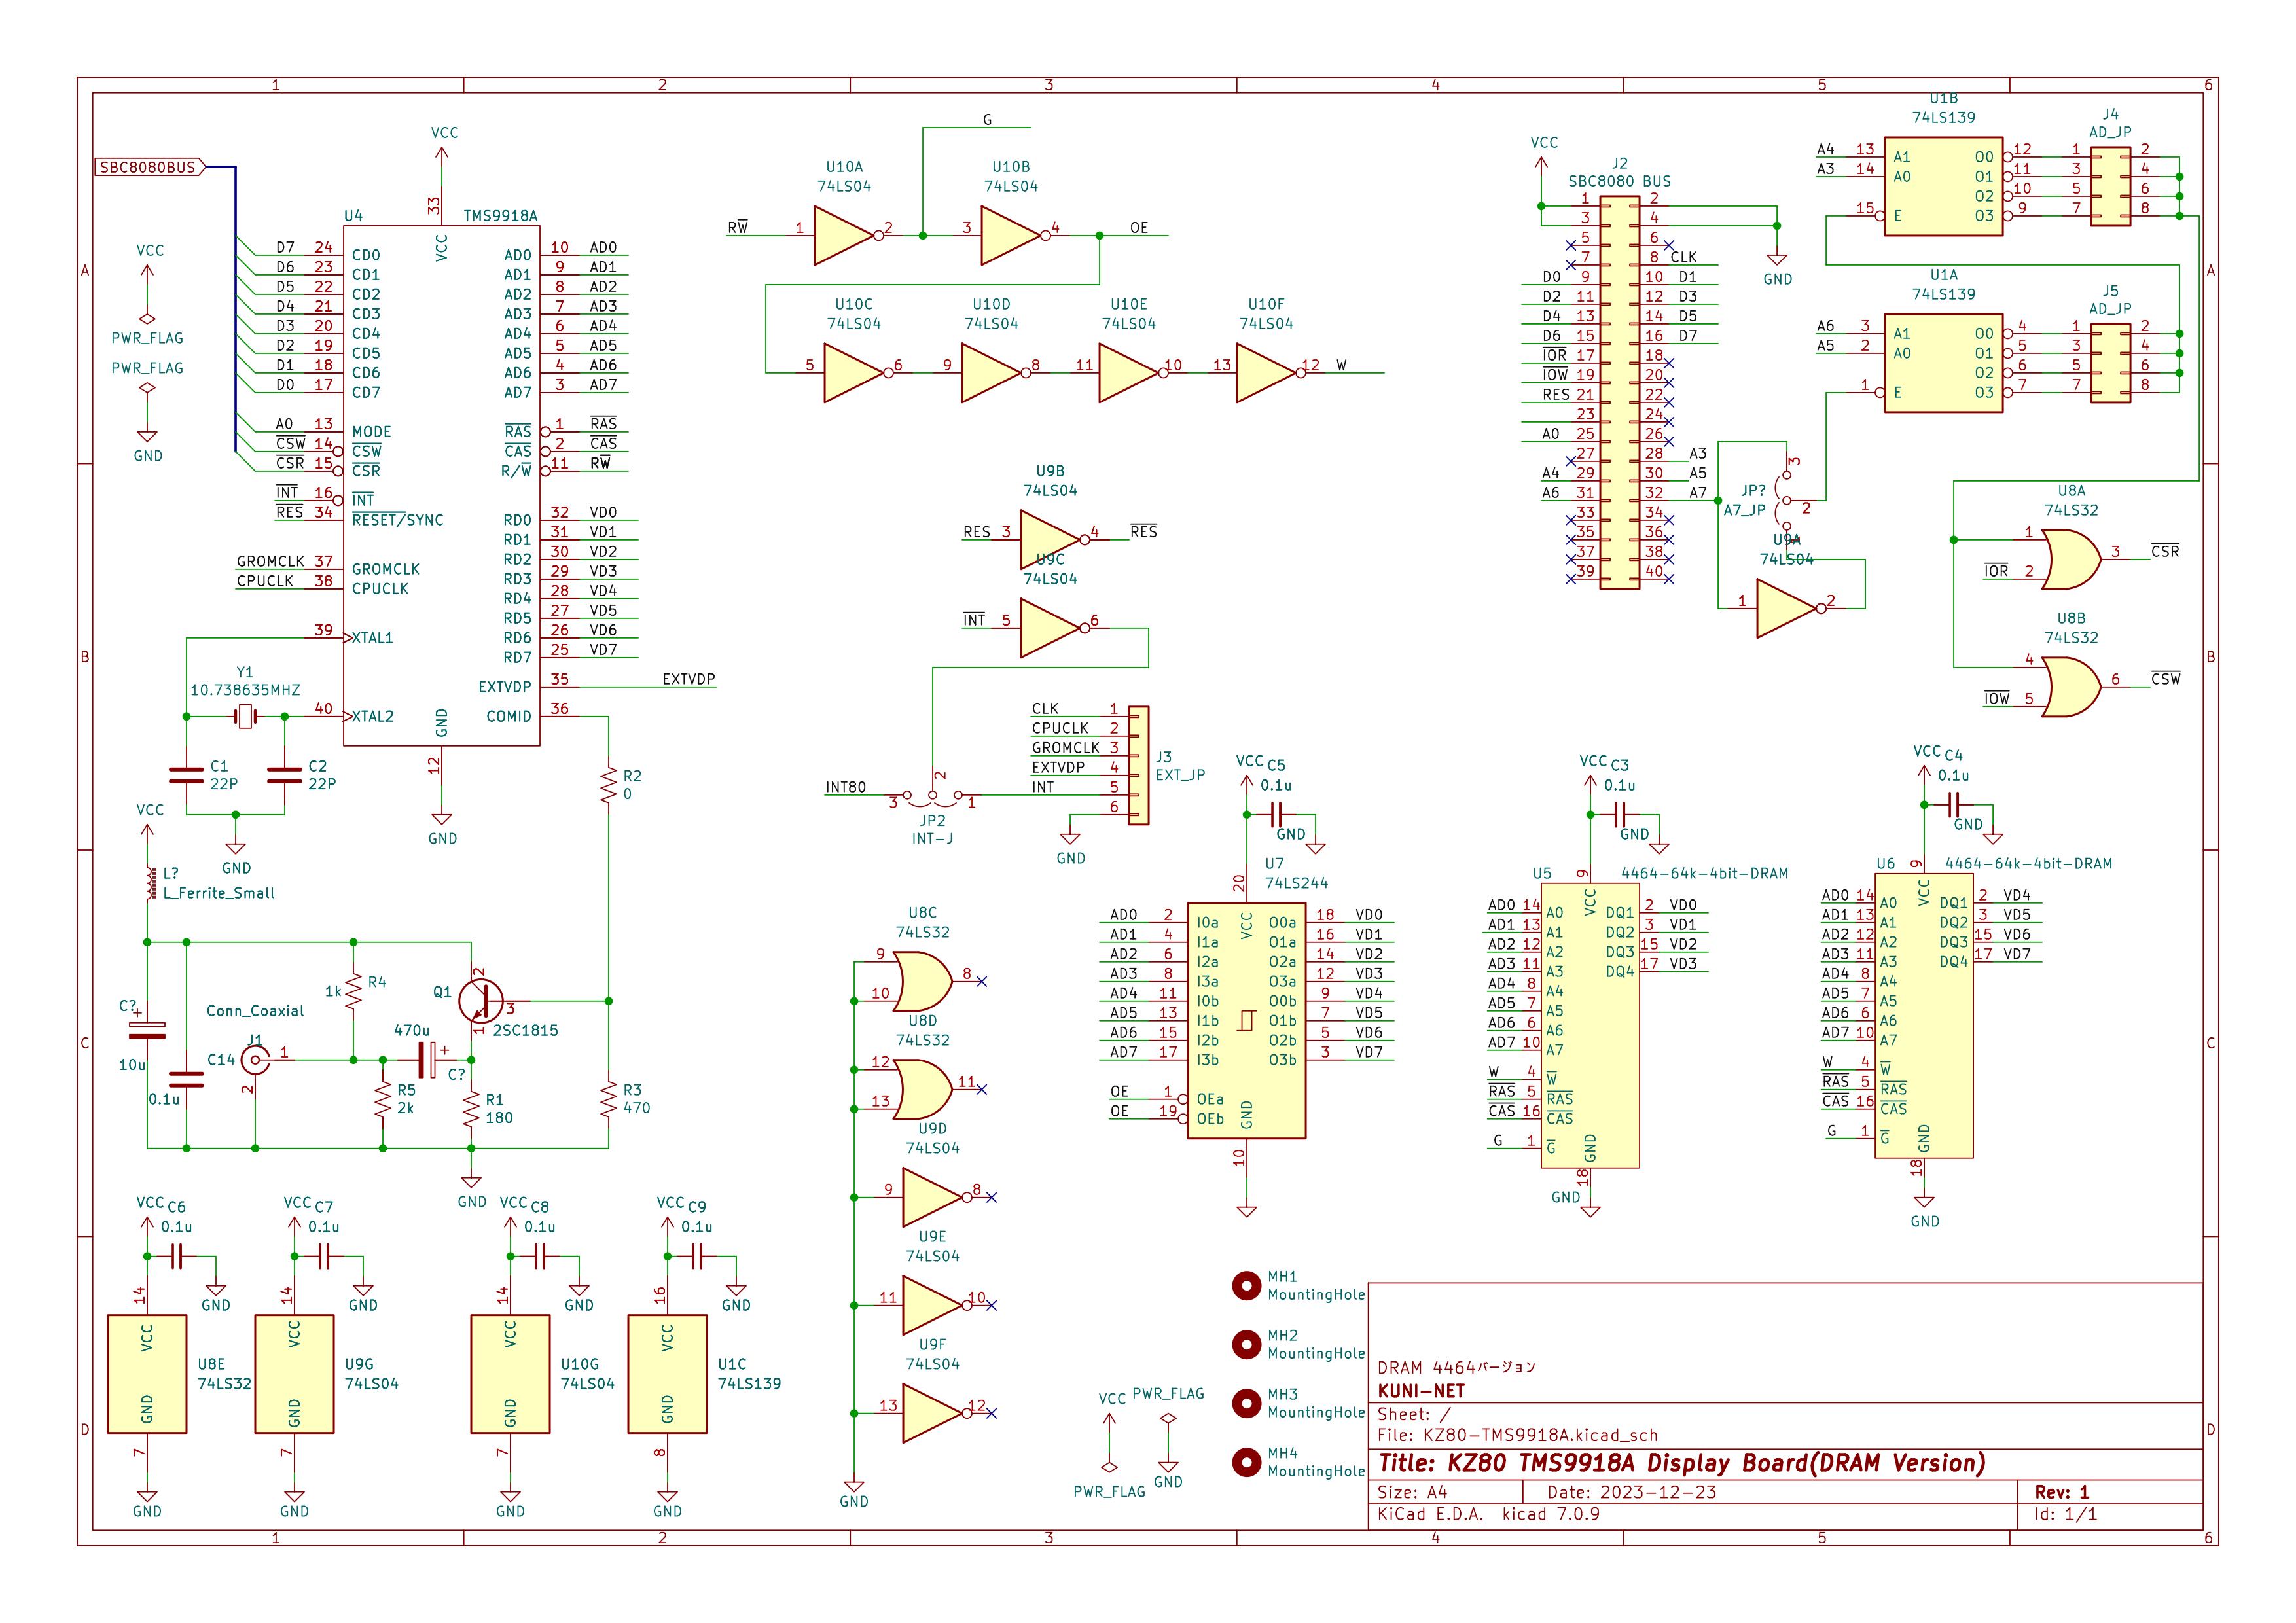 1 2 3 4 5 6
A
B
C
D
SBC8080BUS
VCC
PWR_FLAG
PWR_FLAG
GND
VCC
33
U4 TMS9918A
VCC
D7 24 CD0 AD0 10 AD0
D6 23 CD1 AD1 9 AD1
D5 22 CD2 AD2 8 AD2
D4 21 CD3 AD3 7 AD3
D3 20 CD4 AD4 6 AD4
D2 19 CD5 AD5 5 AD5
D1 18 CD6 AD6 4 AD6
D0 17 CD7 AD7 3 AD7
A0 13 MODE RAS 1 RAS
CSW 14 CSW CAS 2 CAS
CSR 15 CSR R/W 11 RW
INT 16 INT
RES 34 RESET/SYNC RD0 32 VD0
RD1 31 VD1
RD2 30 VD2
GROMCLK 37 GROMCLK RD3 29 VD3
CPUCLK 38 CPUCLK RD4 28 VD4
RD5 27 VD5
39 XTAL1 RD6 26 VD6
RD7 25 VD7
EXTVDP 35 EXTVDP
40 XTAL2 COMID 36
GND
12
GND
Y1
10.738635MHZ
C1
22P
C2
22P
GND
VCC
L?
L_Ferrite_Small
R2
0
C?
+
10u
C14
0.1u
Conn_Coaxial
J1
1
2
R4
1k
470u
+
C?
R5
2k
Q1
2
3
1
2SC1815
R1
180
R3
470
GND
G
U10A
74LS04
RW 1 2
U10B
74LS04
3 4 OE
U10C
74LS04
5 6
U10D
74LS04
9 8
U10E
74LS04
11 10
U10F
74LS04
13 12 W
U9B
74LS04
RES 3 4 RES
U9C
74LS04
INT 5 6
INT80 3 2 1 INT
JP2
INT-J
CLK 1
CPUCLK 2
GROMCLK 3
EXTVDP 4
5
6
J3
EXT_JP
GND
VCC
J2
SBC8080 BUS
1 2
3 4
5 6
7 8 CLK
D0 9 10 D1
D2 11 12 D3
D4 13 14 D5
D6 15 16 D7
IOR 17 18
IOW 19 20
RES 21 22
23 24
A0 25 26
27 28 A3
A4 29 30 A5
A6 31 32 A7
33 34
35 36
37 38
39 40
GND
JP?
A7_JP
3
2
1
U9A
74LS04
1 2
U1B
74LS139
A4 13 A1 O0 12
A3 14 A0 O1 11
O2 10
15 E O3 9
J4
AD_JP
1 2
3 4
5 6
7 8
U1A
74LS139
A6 3 A1 O0 4
A5 2 A0 O1 5
O2 6
1 E O3 7
J5
AD_JP
1 2
3 4
5 6
7 8
U8A
74LS32
1
IOR 2
3 CSR
U8B
74LS32
4
IOW 5
6 CSW
VCC C5
0.1u
GND
U7
74LS244
20
VCC
AD0 2 I0a O0a 18 VD0
AD1 4 I1a O1a 16 VD1
AD2 6 I2a O2a 14 VD2
AD3 8 I3a O3a 12 VD3
AD4 11 I0b O0b 9 VD4
AD5 13 I1b O1b 7 VD5
AD6 15 I2b O2b 5 VD6
AD7 17 I3b O3b 3 VD7
OE 1 OEa
OE 19 OEb
GND
10
VCC C3
0.1u
GND
U5 4464-64k-4bit-DRAM
9
VCC
AD0 14 A0 DQ1 2 VD0
AD1 13 A1 DQ2 3 VD1
AD2 12 A2 DQ3 15 VD2
AD3 11 A3 DQ4 17 VD3
AD4 8 A4
AD5 7 A5
AD6 6 A6
AD7 10 A7
W 4 W
RAS 5 RAS
CAS 16 CAS
G 1 G
GND
18
GND
VCC C4
0.1u
GND
U6 4464-64k-4bit-DRAM
9
VCC
AD0 14 A0 DQ1 2 VD4
AD1 13 A1 DQ2 3 VD5
AD2 12 A2 DQ3 15 VD6
AD3 11 A3 DQ4 17 VD7
AD4 8 A4
AD5 7 A5
AD6 6 A6
AD7 10 A7
W 4 W
RAS 5 RAS
CAS 16 CAS
G 1 G
GND
18
GND
U8C
74LS32
9
10
8
U8D
74LS32
12
13
11
U9D
74LS04
9 8
U9E
74LS04
11 10
U9F
74LS04
13 12
GND
VCC C6
0.1u
GND
14
VCC
GND
7
U8E
74LS32
GND
VCC C7
0.1u
GND
14
VCC
GND
7
U9G
74LS04
GND
VCC C8
0.1u
GND
14
VCC
GND
7
U10G
74LS04
GND
VCC C9
0.1u
GND
16
VCC
GND
8
U1C
74LS139
GND
VCC
PWR_FLAG
PWR_FLAG
GND
MH1
MountingHole
MH2
MountingHole
MH3
MountingHole
MH4
MountingHole
DRAM 4464バージョン
KUNI-NET
Sheet: /
File: KZ80-TMS9918A.kicad_sch
Title: KZ80 TMS9918A Display Board(DRAM Version)
Size: A4 Date: 2023-12-23 Rev: 1
KiCad E.D.A. kicad 7.0.9 Id: 1/1
A
B
C
D
1 2 3 4 5 6